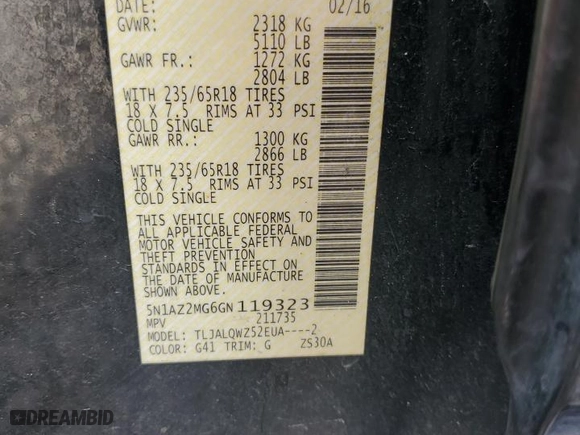 DATE: 02/16
GVWR: 2318 KG
5110 LB
GAWR FR.: 1272 KG
2804 LB
WITH 235/65R18 TIRES
18 X 7.5 RIMS AT 33 PSI
COLD SINGLE
GAWR RR.: 1300 KG
2866 LB
WITH 235/65R18 TIRES
18 X 7.5 RIMS AT 33 PSI
COLD SINGLE
THIS VEHICLE CONFORMS TO
ALL APPLICABLE FEDERAL
MOTOR VEHICLE SAFETY AND
THEFT PREVENTION
STANDARDS IN EFFECT ON
THE DATE OF MANUFACTURE
SHOWN ABOVE.
5N1AZ2MG6GN119323
MPV 211735
MODEL: TLJALQWZ52EUA----2
COLOR: G41 TRIM: G ZS30A
DREAMBID